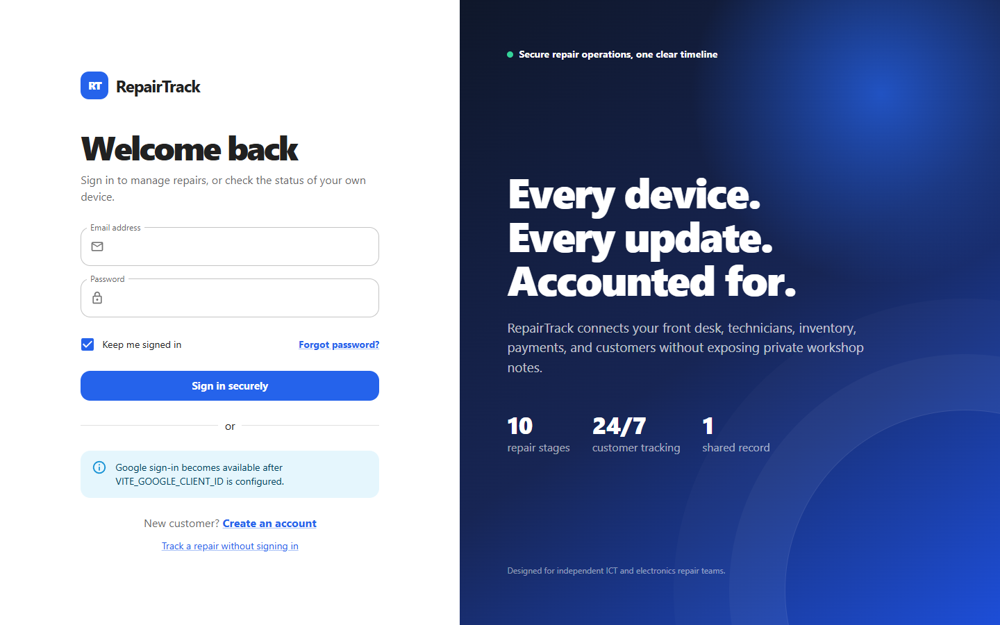 RT RepairTrack
Welcome back
Sign in to manage repairs, or check the status of your own
device.
Email address
Password
Keep me signed in
Forgot password?
Sign in securely
or
Google sign-in becomes available after
VITE_GOOGLE_CLIENT_ID is configured.
New customer? Create an account
Track a repair without signing in
Secure repair operations, one clear timeline
Every device.
Every update.
Accounted for.
RepairTrack connects your front desk, technicians, inventory,
payments, and customers without exposing private workshop
notes.
10 24/7 1
repair stages customer tracking shared record
Designed for independent ICT and electronics repair teams.